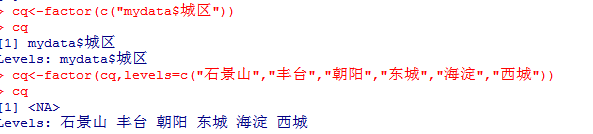 > cq<-factor(c("mydata$城区"))
> cq
[1] mydata$城区
Levels: mydata$城区
> cq<-factor(cq,levels=c("石景山","丰台","朝阳","东城","海淀","西城"))
> cq
[1] <NA>
Levels: 石景山 丰台 朝阳 东城 海淀 西城